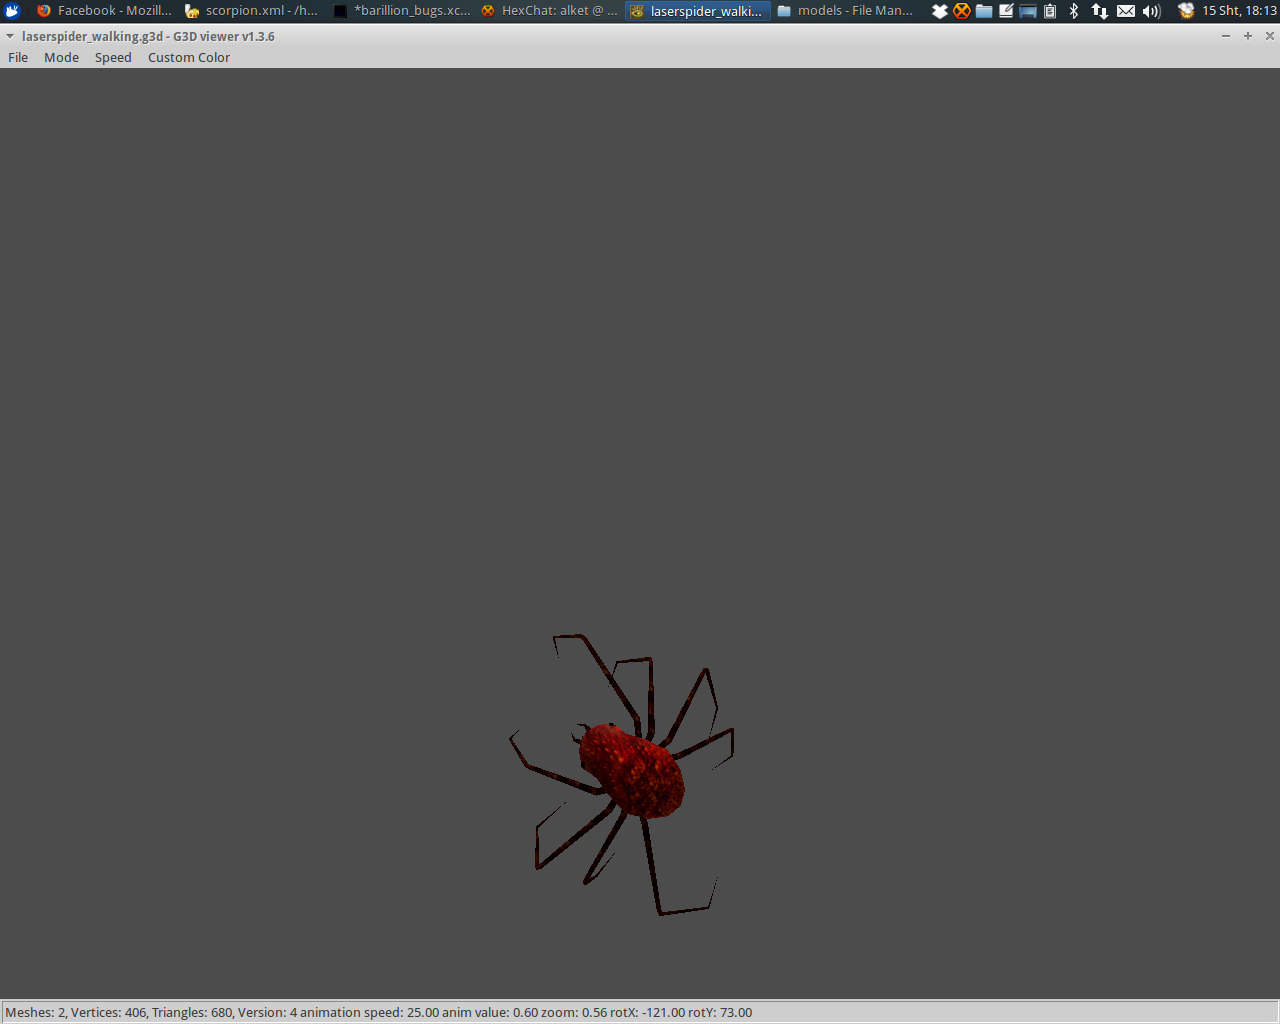 Facebook - Mozill... scorpion.xml - /h... *barillion_bugs.xc... HexChat: alket @ ... laserspider_walki... models - File Man... 15 Sht, 18:13
laserspider_walking.g3d - G3D viewer v1.3.6
File Mode Speed Custom Color
Meshes: 2, Vertices: 406, Triangles: 680, Version: 4 animation speed: 25.00 anim value: 0.60 zoom: 0.56 rotX: -121.00 rotY: 73.00